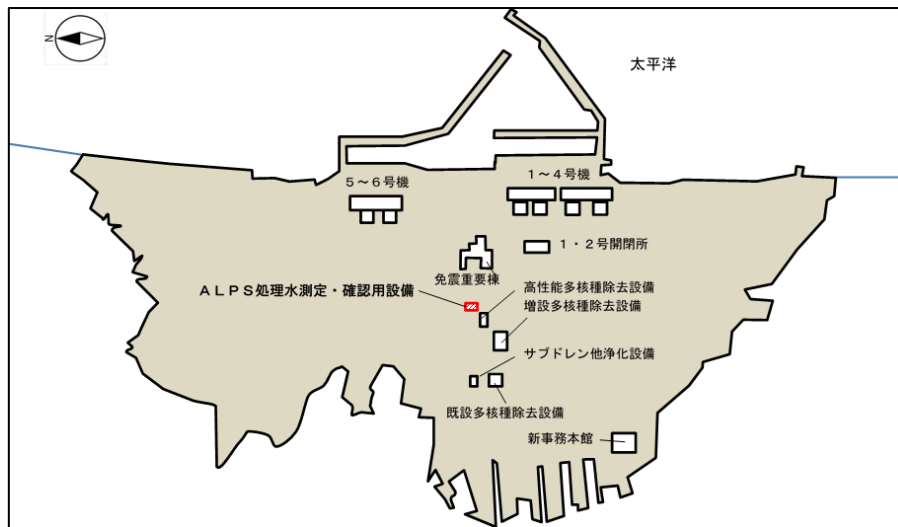 N
太平洋
5~6号機
1~4号機
1・2号開閉所
免震重要棟
ALPS処理水測定・確認用設備
高性能多核種除去設備
増設多核種除去設備
サブドレン他浄化設備
既設多核種除去設備
新事務本館